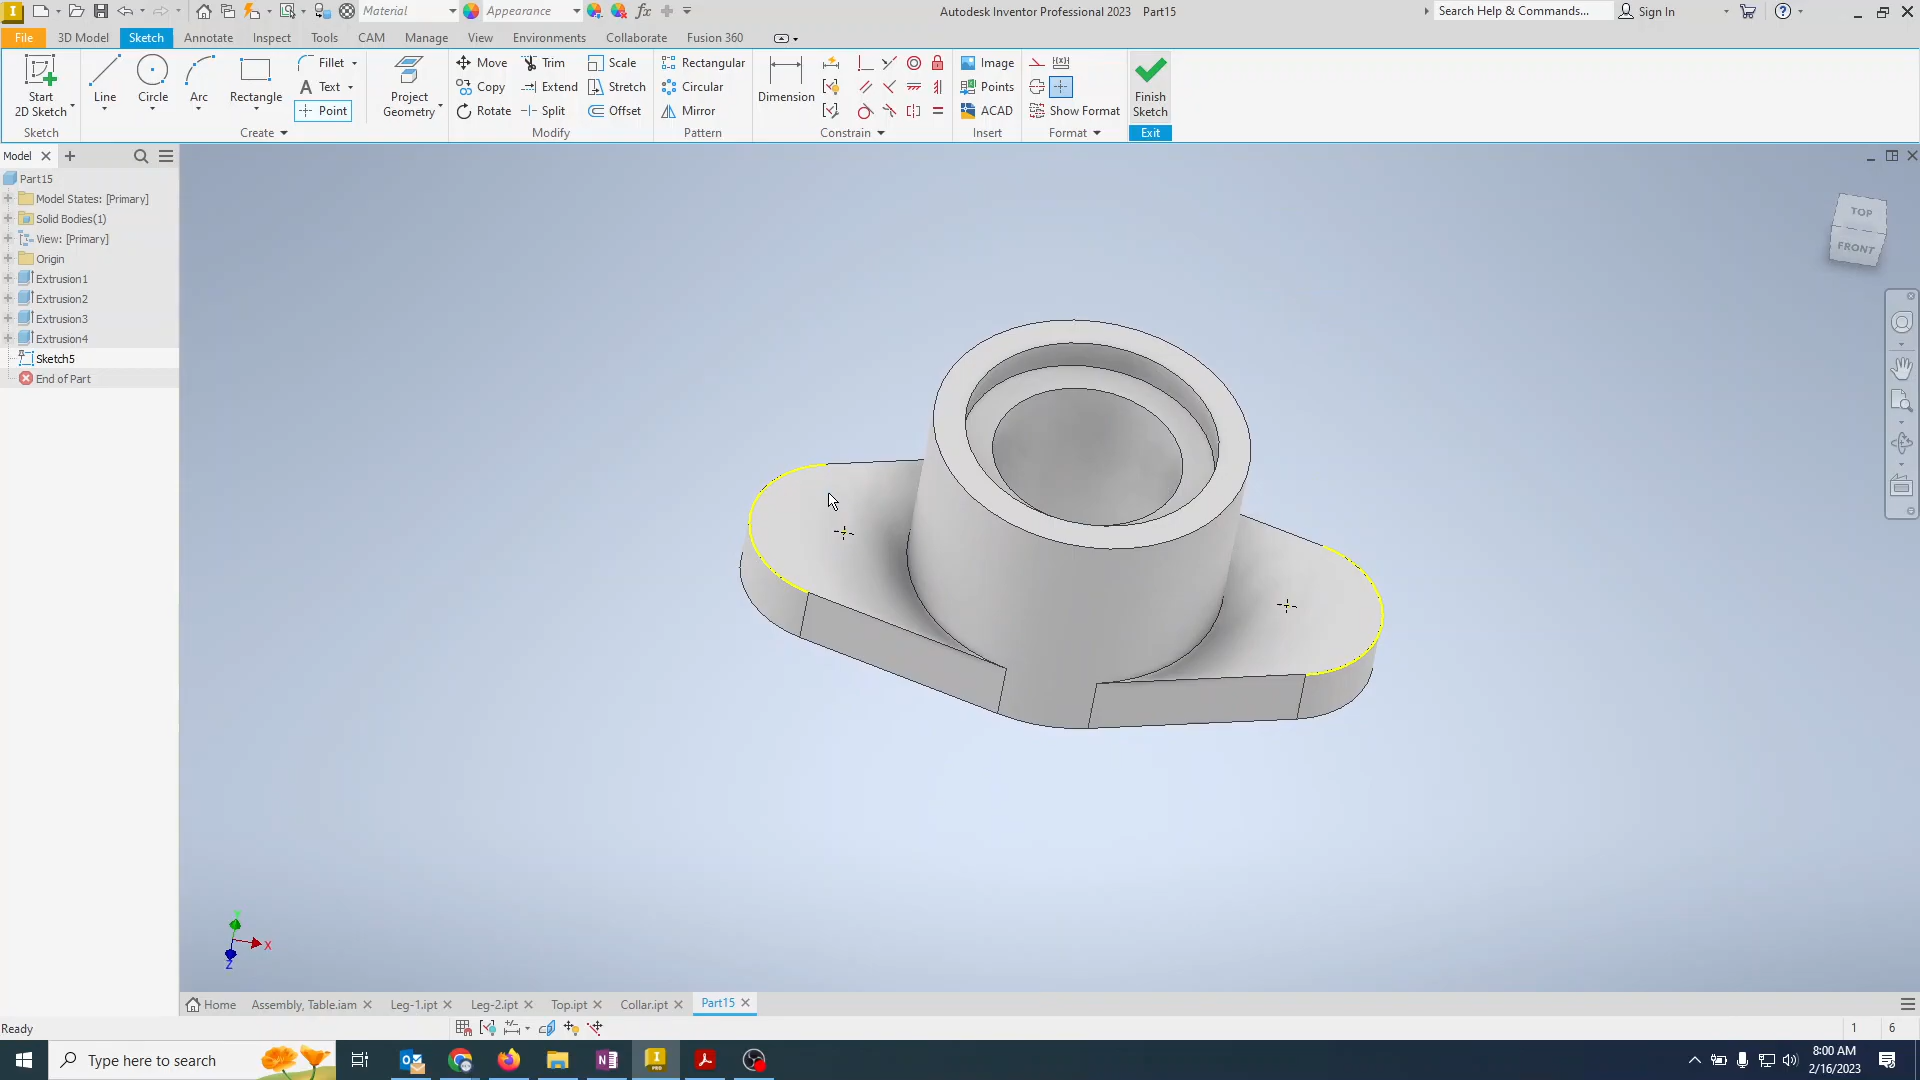 Material
Appearance
fx
Autodesk Inventor Professional 2023 Part15
Search Help & Commands...
Sign In
File
3D Model
Sketch
Annotate
Inspect
Tools
CAM
Manage
View
Environments
Collaborate
Fusion 360
Start
2D Sketch
Line
Circle
Arc
Rectangle
Fillet
Text
Point
Project
Geometry
Move
Copy
Rotate
Trim
Extend
Split
Scale
Stretch
Offset
Rectangular
Circular
Mirror
Dimension
Image
Points
ACAD
Show Format
Finish
Sketch
Sketch
Create
Modify
Pattern
Constrain
Insert
Format
Exit
Model
Part15
Model States: [Primary]
Solid Bodies(1)
View: [Primary]
Origin
Extrusion1
Extrusion2
Extrusion3
Extrusion4
Sketch5
End of Part
TOP
FRONT
Y
X
Z
Home
Assembly, Table.iam
Leg-1.ipt
Leg-2.ipt
Top.ipt
Collar.ipt
Part15
Ready
1 6
Type here to search
8:00 AM
2/16/2023